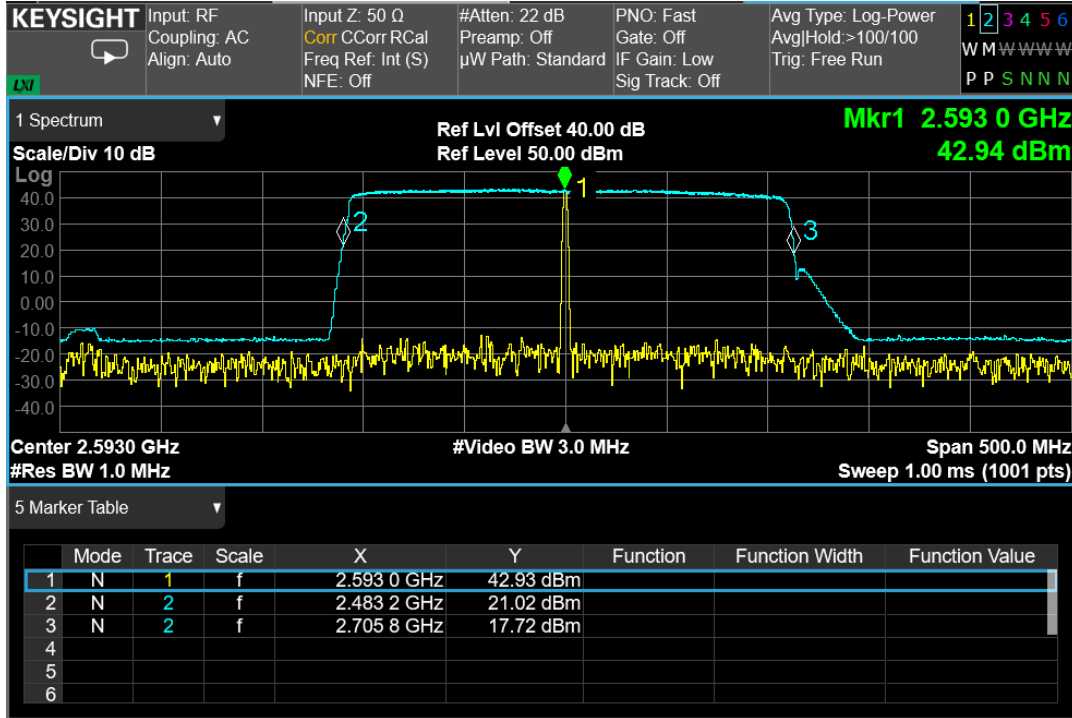 KEYSIGHT
LXI
Input: RF
Coupling: AC
Align: Auto
Input Z: 50 Ω
Corr CCorr RCal
Freq Ref: Int (S)
NFE: Off
#Atten: 22 dB
Preamp: Off
µW Path: Standard
PNO: Fast
Gate: Off
IF Gain: Low
Sig Track: Off
Avg Type: Log-Power
Avg|Hold:>100/100
Trig: Free Run
1 2 3 4 5 6
W M W W W W
P P S N N N
1 Spectrum
Scale/Div 10 dB
Ref Lvl Offset 40.00 dB
Ref Level 50.00 dBm
Mkr1 2.593 0 GHz
42.94 dBm
Log
40.0
30.0
20.0
10.0
0.00
-10.0
-20.0
-30.0
-40.0
1
2
3
Center 2.5930 GHz
#Res BW 1.0 MHz
#Video BW 3.0 MHz
Span 500.0 MHz
Sweep 1.00 ms (1001 pts)
5 Marker Table
Mode Trace Scale X Y Function Function Width Function Value
1 N 1 f 2.593 0 GHz 42.93 dBm
2 N 2 f 2.483 2 GHz 21.02 dBm
3 N 2 f 2.705 8 GHz 17.72 dBm
4
5
6